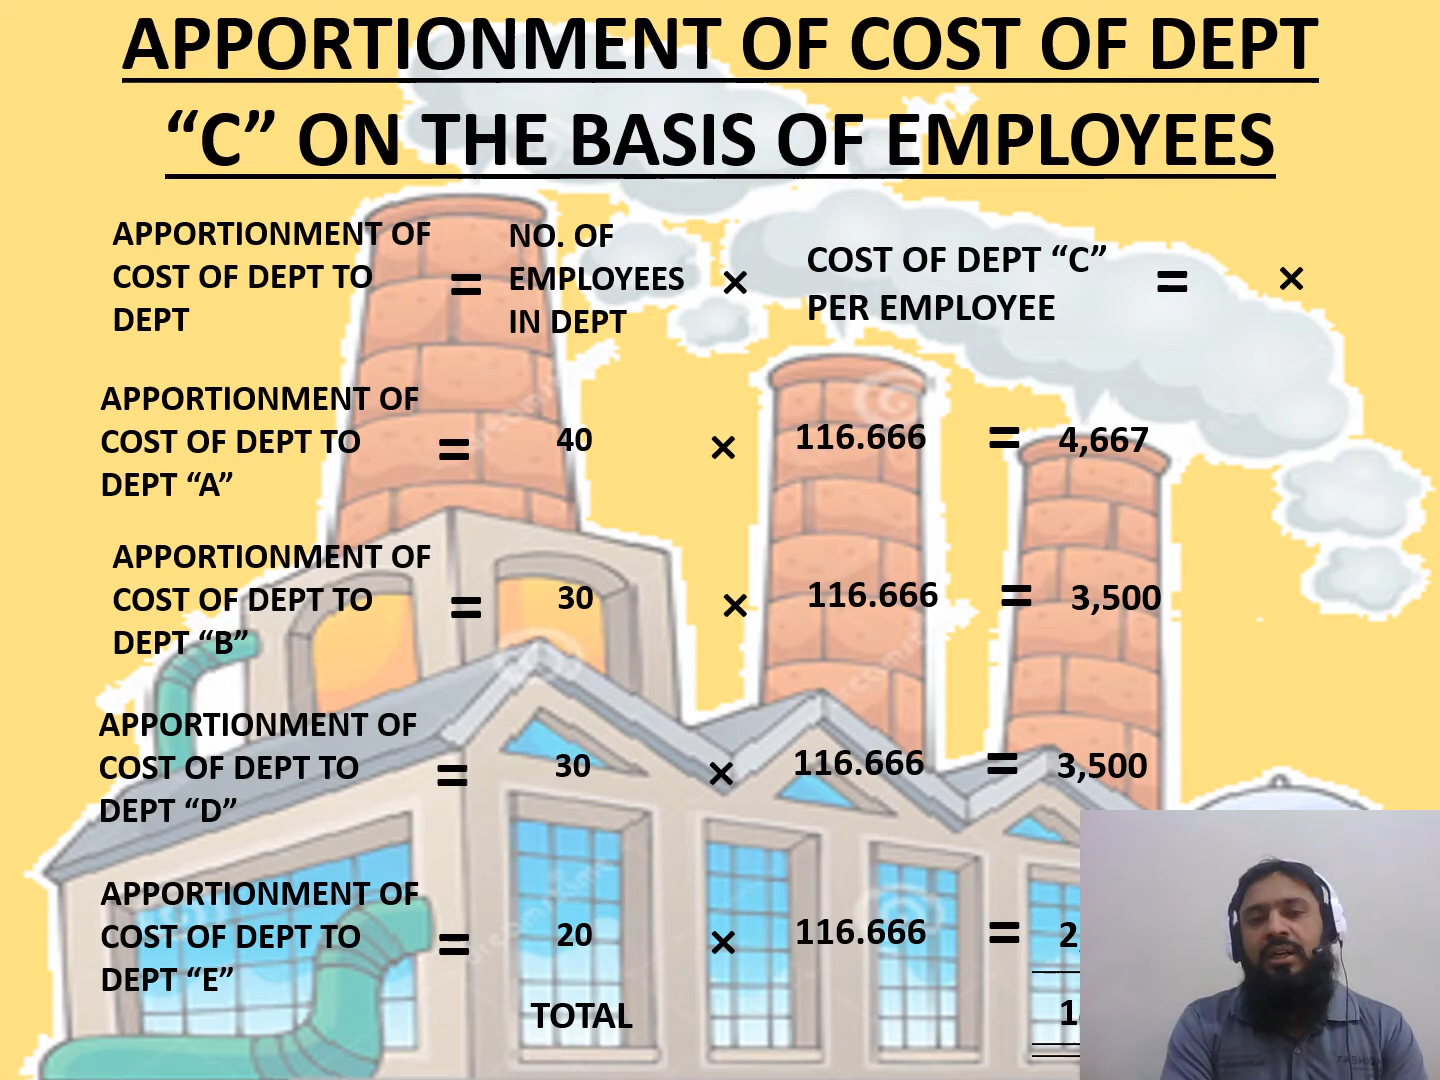 APPORTIONMENT OF COST OF DEPT
“C” ON THE BASIS OF EMPLOYEES
APPORTIONMENT OF
COST OF DEPT TO
DEPT
=
NO. OF
EMPLOYEES
IN DEPT
×
COST OF DEPT “C”
PER EMPLOYEE
=
×
APPORTIONMENT OF
COST OF DEPT TO
DEPT “A”
= 40 × 116.666 = 4,667
APPORTIONMENT OF
COST OF DEPT TO
DEPT “B”
= 30 × 116.666 = 3,500
APPORTIONMENT OF
COST OF DEPT TO
DEPT “D”
= 30 × 116.666 = 3,500
APPORTIONMENT OF
COST OF DEPT TO
DEPT “E”
= 20 × 116.666 =
TOTAL